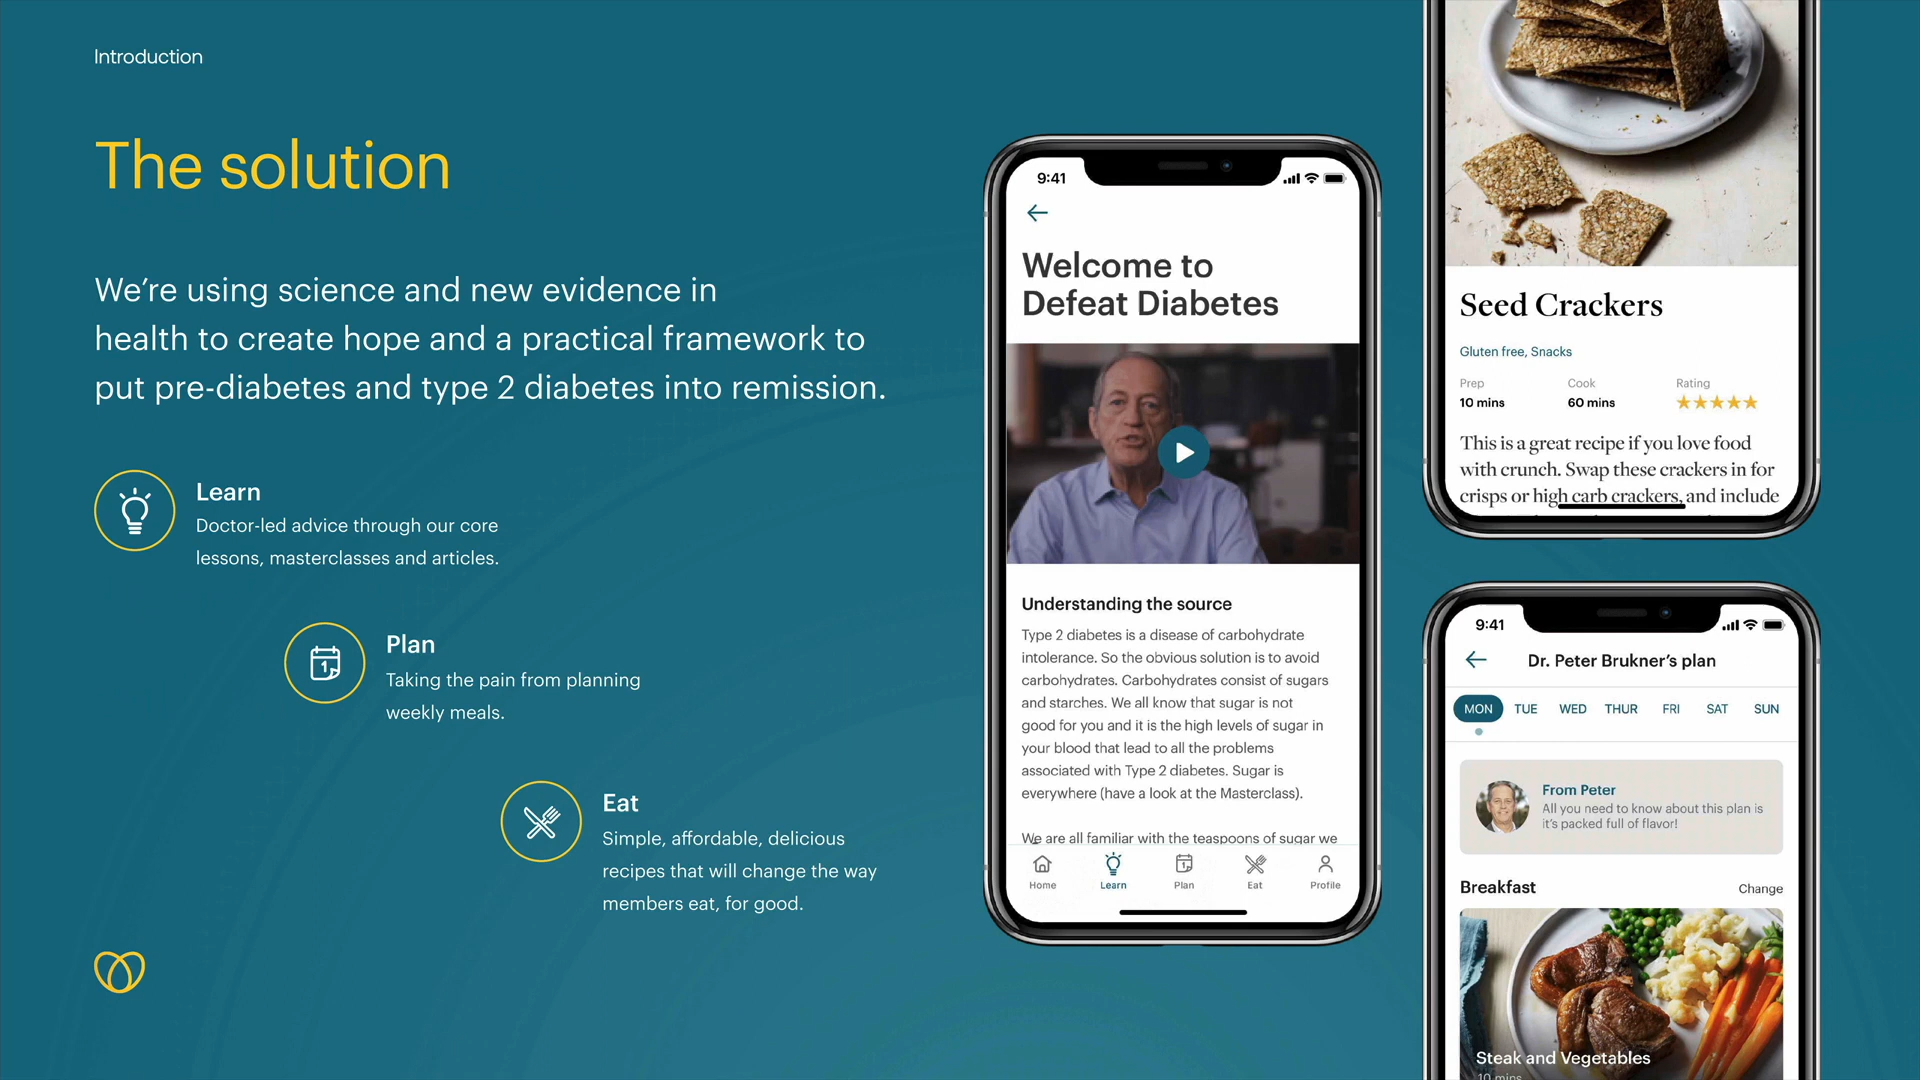 Introduction
The solution
We're using science and new evidence in
health to create hope and a practical framework to
put pre-diabetes and type 2 diabetes into remission.
Learn
Doctor-led advice through our core
lessons, masterclasses and articles.
Plan
Taking the pain from planning
weekly meals.
Eat
Simple, affordable, delicious
recipes that will change the way
members eat, for good.
9:41
Welcome to
Defeat Diabetes
Understanding the source
Type 2 diabetes is a disease of carbohydrate
intolerance. So the obvious solution is to avoid
carbohydrates. Carbohydrates consist of sugars
and starches. We all know that sugar is not
good for you and it is the high levels of sugar in
your blood that lead to all the problems
associated with Type 2 diabetes. Sugar is
everywhere (have a look at the Masterclass).
We are all familiar with the teaspoons of sugar we
Home Learn Plan Eat Profile
Seed Crackers
Gluten free, Snacks
Prep Cook Rating
10 mins 60 mins
This is a great recipe if you love food
with crunch. Swap these crackers in for
crisps or high carb crackers, and include
9:41
Dr. Peter Brukner's plan
MON TUE WED THUR FRI SAT SUN
From Peter
All you need to know about this plan is
it's packed full of flavor!
Breakfast Change
Steak and Vegetables
10 mins